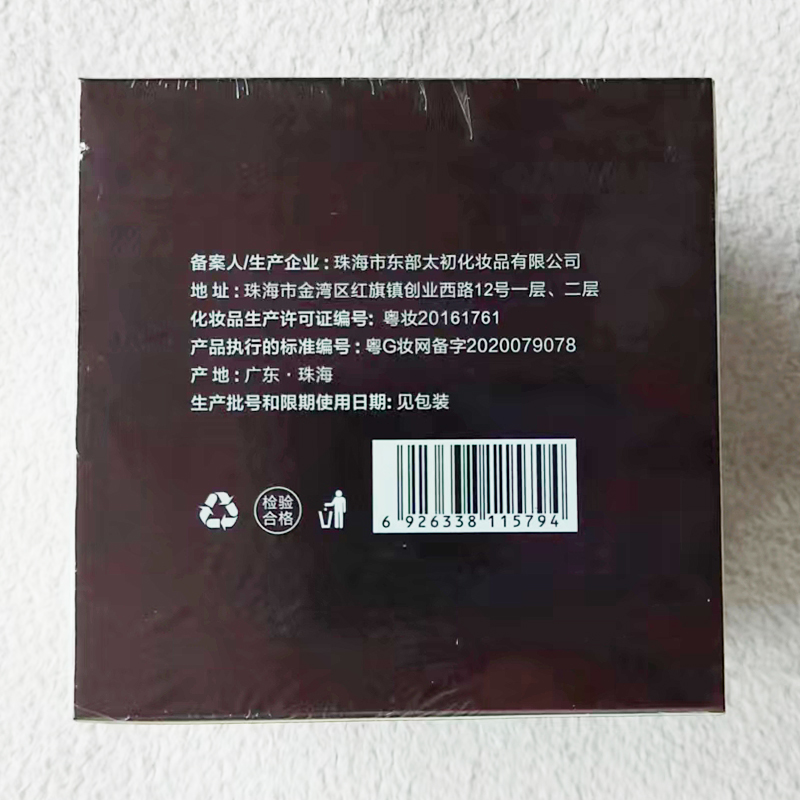 备案人/生产企业：珠海市东部太初化妆品有限公司
地 址：珠海市金湾区红旗镇创业西路12号一层、二层
化妆品生产许可证编号：粤妆20161761
产品执行的标准编号：粤G妆网备字2020079078
产 地：广东·珠海
生产批号和限期使用日期：见包装
检验
合格
6 926338 115794